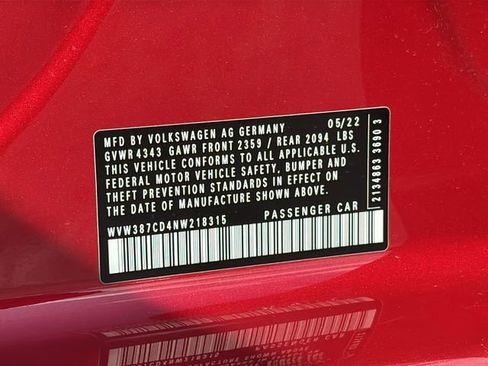 MFD BY VOLKSWAGEN AG GERMANY 05/22
GVWR 4343 GAWR FRONT 2359 / REAR 2094 LBS
THIS VEHICLE CONFORMS TO ALL APPLICABLE U.S.
FEDERAL MOTOR VEHICLE SAFETY, BUMPER AND
THEFT PREVENTION STANDARDS IN EFFECT ON
THE DATE OF MANUFACTURE SHOWN ABOVE.
WVW387CD4NW218315 PASSENGER CAR
2134863 3690 3